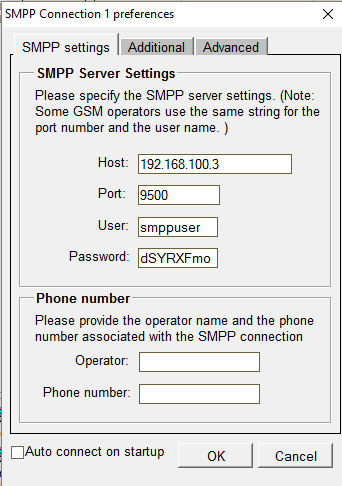 SMPP Connection 1 preferences
SMPP settings Additional Advanced
SMPP Server Settings
Please specify the SMPP server settings. (Note:
Some GSM operators use the same string for the
port number and the user name. )
Host: 192.168.100.3
Port: 9500
User: smppuser
Password: dSYRXFmo
Phone number
Please provide the operator name and the phone
number associated with the SMPP connection
Operator:
Phone number:
Auto connect on startup OK Cancel